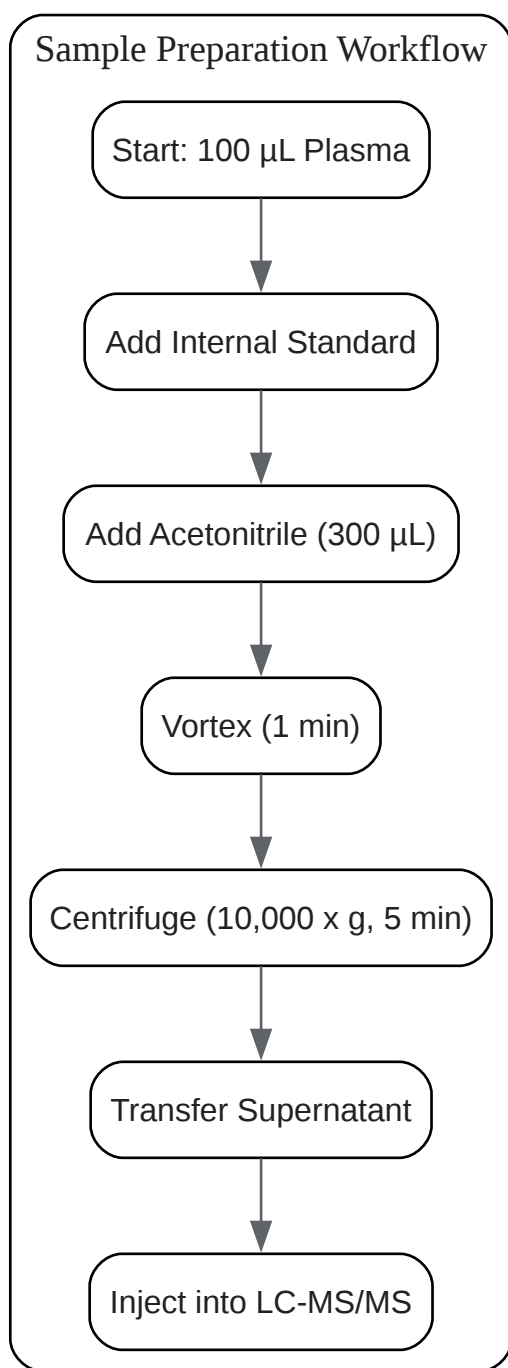 Sample Preparation Workflow
Start: 100 µL Plasma
Add Internal Standard
Add Acetonitrile (300 µL)
Vortex (1 min)
Centrifuge (10,000 x g, 5 min)
Transfer Supernatant
Inject into LC-MS/MS